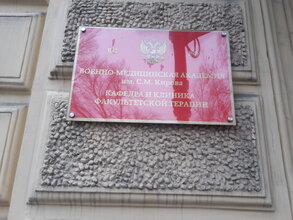 ВОЕННО-МЕДИЦИНСКАЯ АКАДЕМИЯ
им. С.М. Кирова
КАФЕДРА И КЛИНИКА
ФАКУЛЬТЕТСКОЙ ТЕРАПИИ